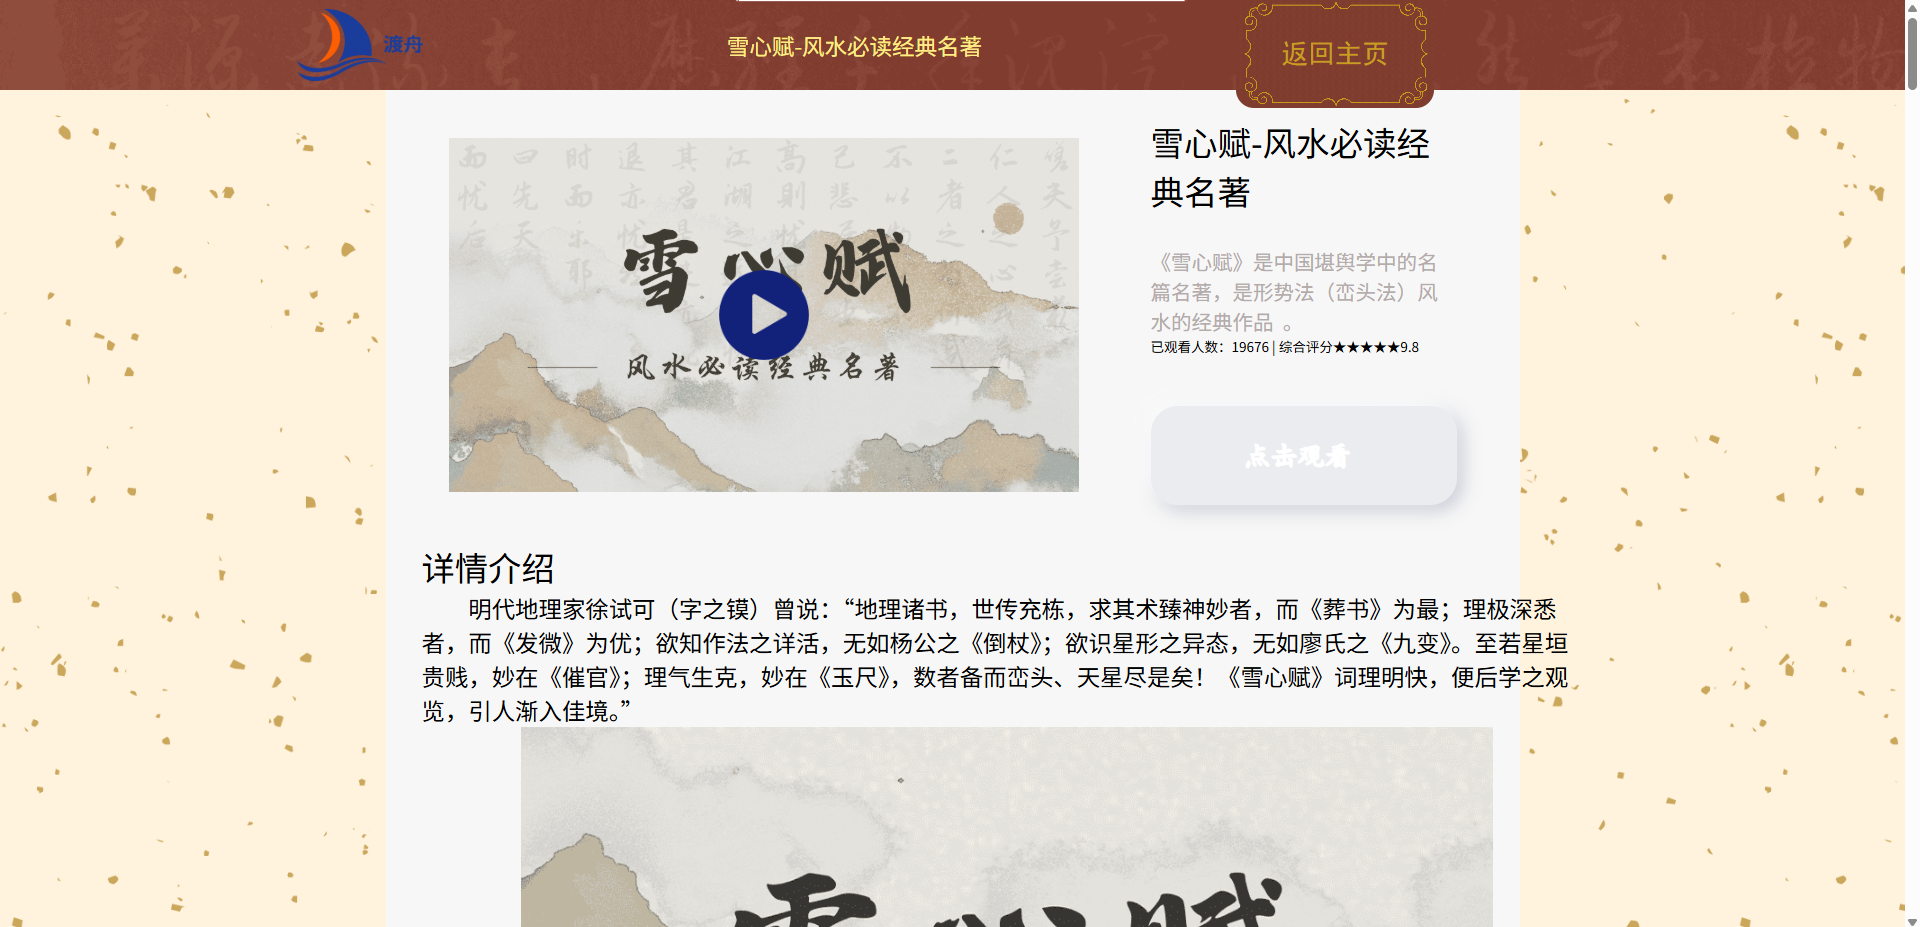 渡舟
雪心赋-风水必读经典名著
返回主页
雪心赋
风水必读经典名著
雪心赋-风水必读经
典名著
《雪心赋》是中国堪舆学中的名
篇名著，是形势法（峦头法）风
水的经典作品 。
已观看人数：19676 | 综合评分★★★★★9.8
点击观看
详情介绍
明代地理家徐试可（字之镆）曾说：“地理诸书，世传充栋，求其术臻神妙者，而《葬书》为最；理极深悉
者，而《发微》为优；欲知作法之详活，无如杨公之《倒杖》；欲识星形之异态，无如廖氏之《九变》。至若星垣
贵贱，妙在《催官》；理气生克，妙在《玉尺》，数者备而峦头、天星尽是矣！《雪心赋》词理明快，便后学之观
览，引人渐入佳境。”
雪心赋